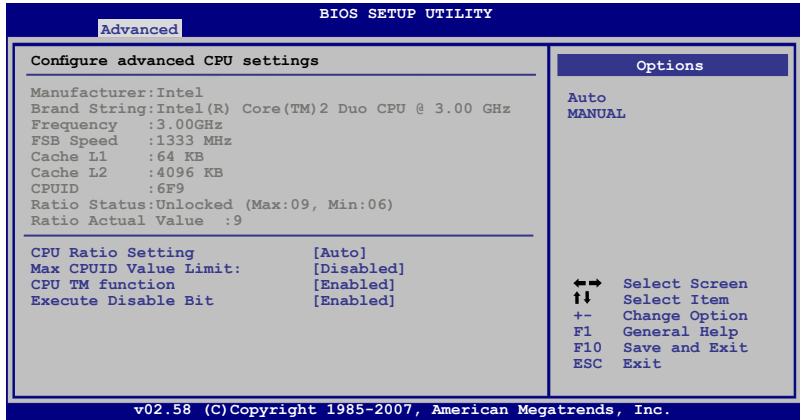 BIOS SETUP UTILITY
Advanced
Configure advanced CPU settings
Manufacturer:Intel
Brand String:Intel(R) Core(TM)2 Duo CPU @ 3.00 GHz
Frequency :3.00GHz
FSB Speed :1333 MHz
Cache L1 :64 KB
Cache L2 :4096 KB
CPUID :6F9
Ratio Status:Unlocked (Max:09, Min:06)
Ratio Actual Value :9
CPU Ratio Setting [Auto]
Max CPUID Value Limit: [Disabled]
CPU TM function [Enabled]
Execute Disable Bit [Enabled]
Options
Auto
MANUAL
←→ Select Screen
↑↓ Select Item
+- Change Option
F1 General Help
F10 Save and Exit
ESC Exit
v02.58 (C)Copyright 1985-2007, American Megatrends, Inc.